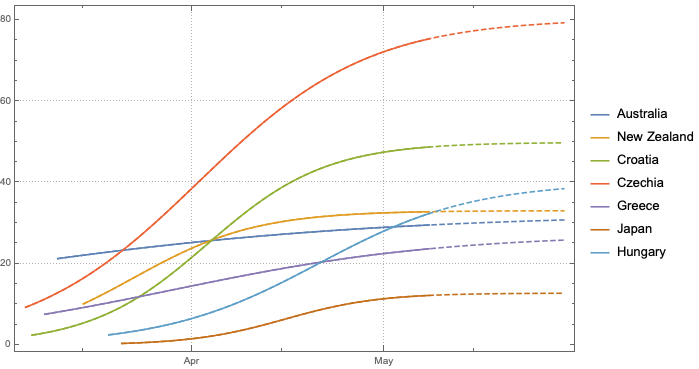 80
60
40
20
0
Apr
May
Australia
New Zealand
Croatia
Czechia
Greece
Japan
Hungary